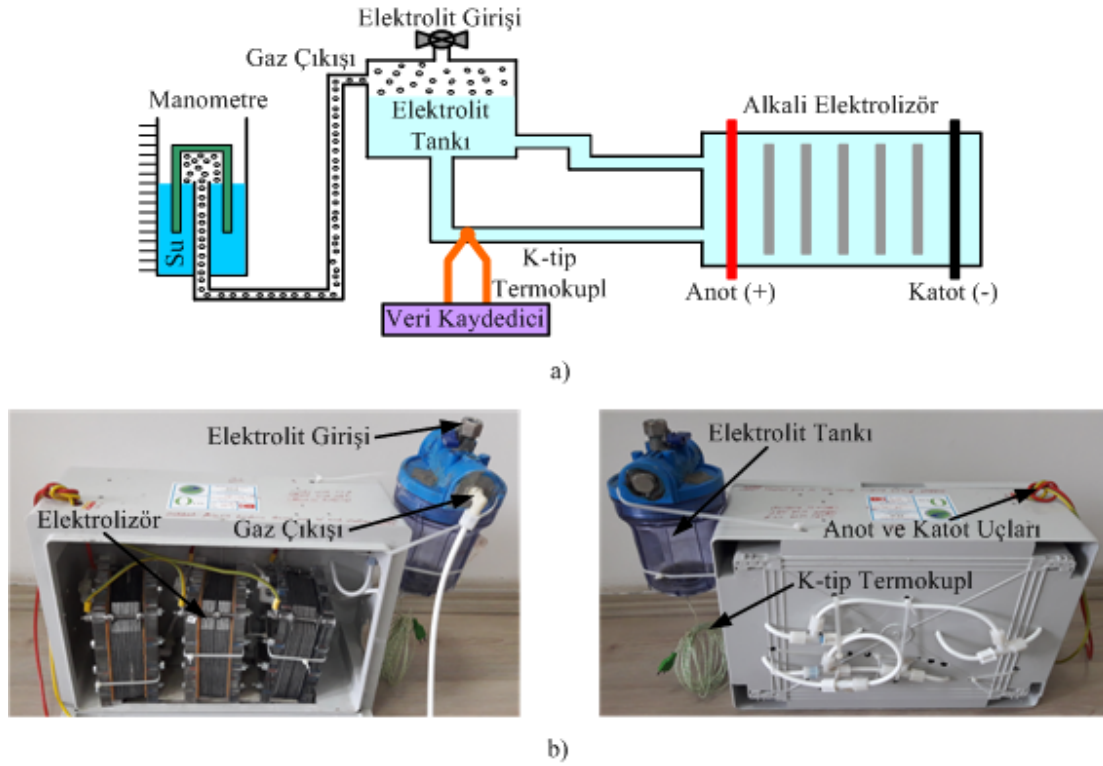 Elektrolit Girişi
Gaz Çıkışı
Manometre
Elektrolit
Tankı
Alkali Elektrolizör
Su
K-tip
Termokupl
Anot (+)
Katot (-)
Veri Kaydedici
a)
Elektrolit Girişi
Elektrolizör
Gaz Çıkışı
Elektrolit Tankı
Anot ve Katot Uçları
K-tip Termokupl
b)